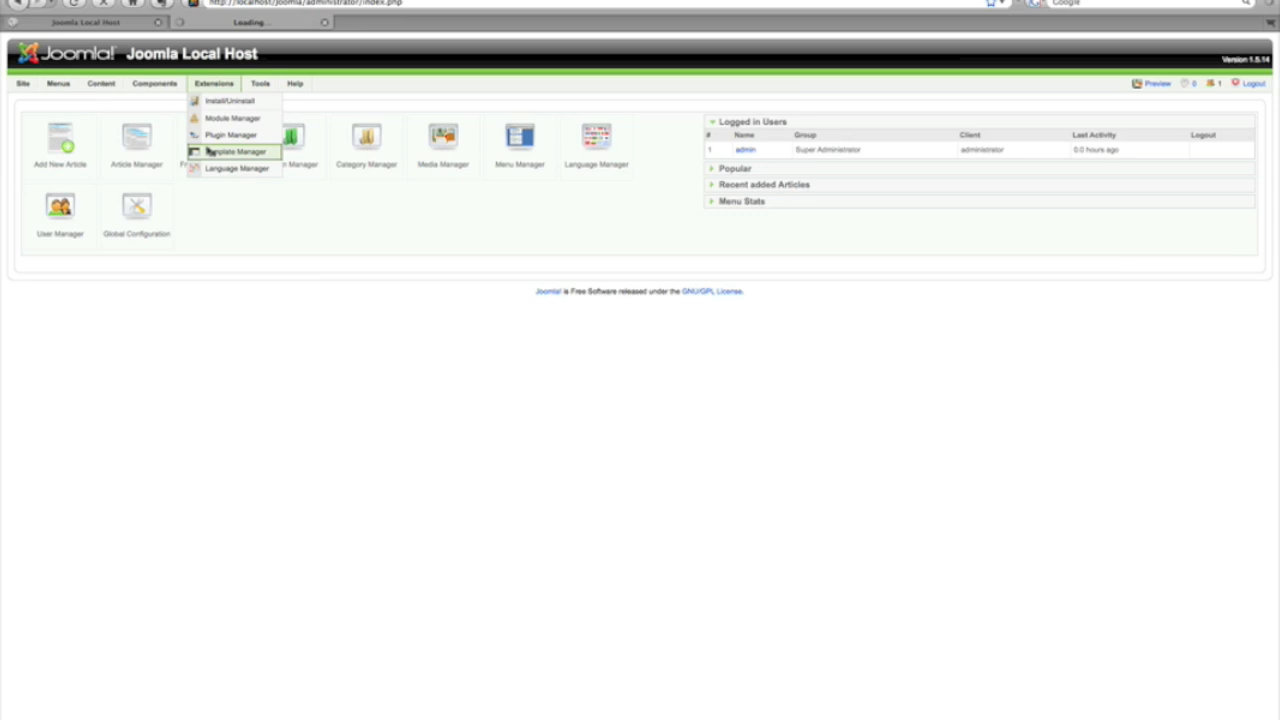 http://localhost/joomla/administrator/index.php
Google
Joomla Local Host
Loading...
Joomla! Joomla Local Host
Version 1.5.14
Site Menus Content Components Extensions Tools Help
Preview 0 1 Logout
Install/Uninstall
Module Manager
Plugin Manager
Manager
Language Manager
Add New Article Article Manager Manager Category Manager Media Manager Menu Manager Language Manager
User Manager Global Configuration
Logged in Users
# Name Group Client Last Activity Logout
1 admin Super Administrator administrator 0.0 hours ago
Popular
Recent added Articles
Menu Stats
Joomla! is Free Software released under the GNU/GPL License.